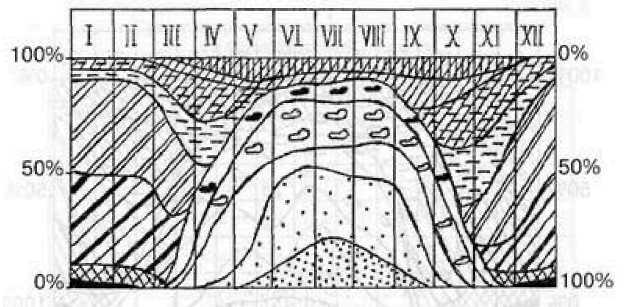 I II III IV V VI VII VIII IX X XI XII
100% 0%
50% 50%
0% 100%